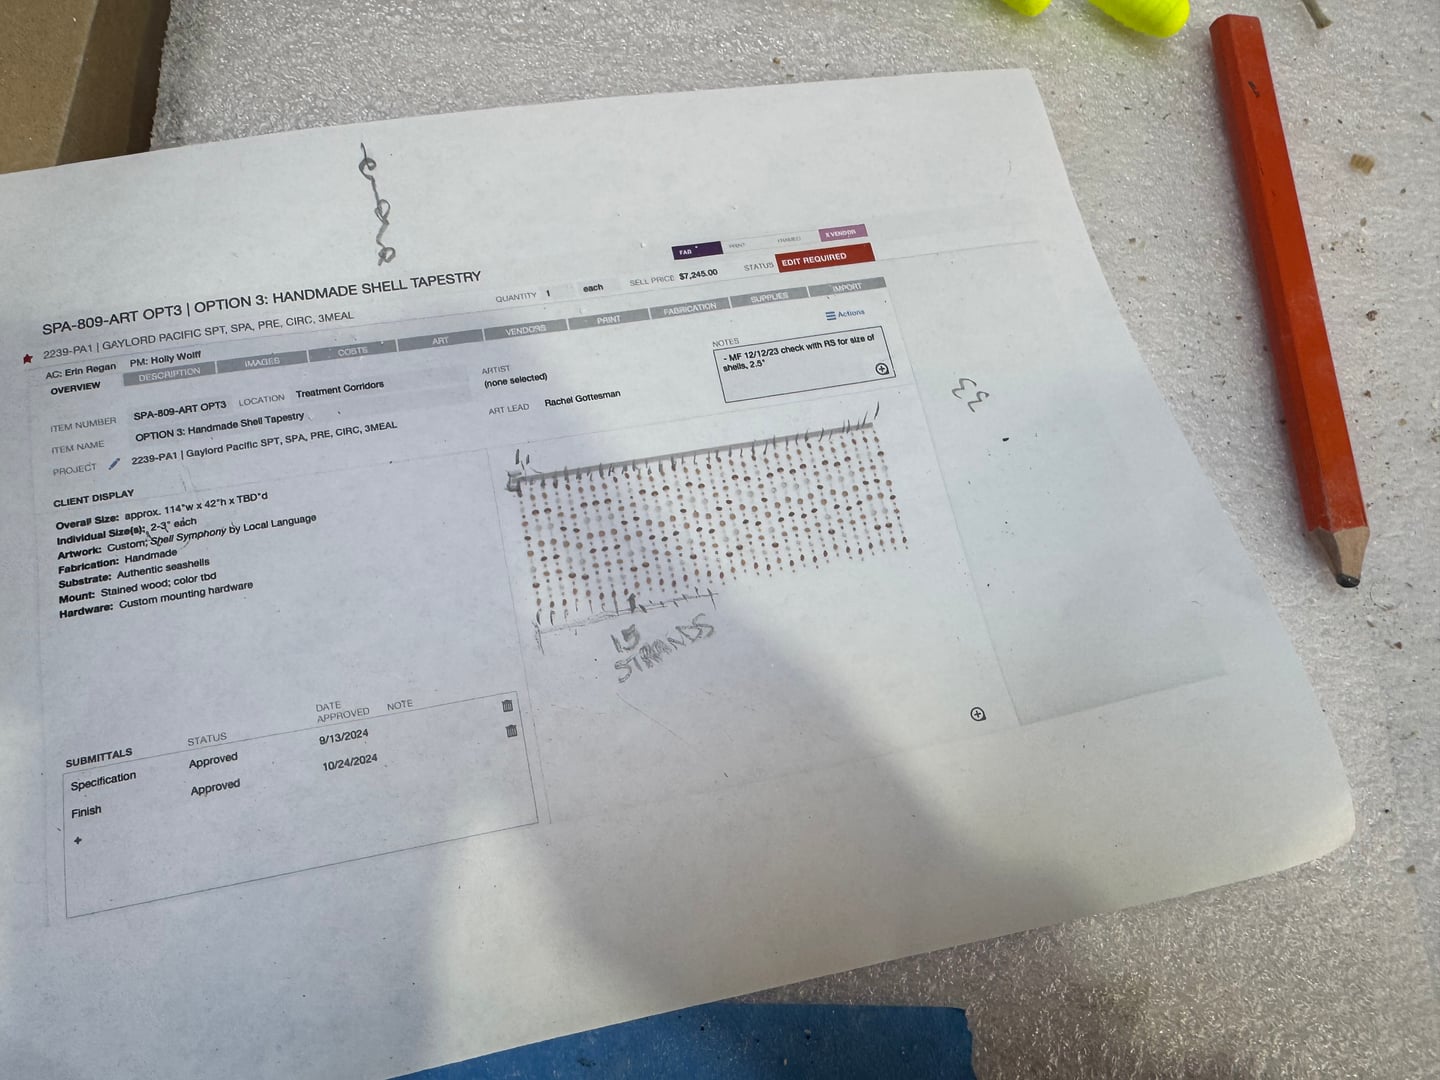 SPA-809-ART OPT3 | OPTION 3: HANDMADE SHELL TAPESTRY
2239-PA1 | GAYLORD PACIFIC SPT, SPA, PRE, CIRC, 3MEAL
AC: Erin Regan PM: Holly Wolff
QUANTITY 1 each SELL PRICE $7,245.00 STATUS EDIT REQUIRED
FAB PRINT FRAMED X VENDOR
OVERVIEW DESCRIPTION IMAGES COSTS ART VENDORS PRINT FABRICATION SUPPLIES IMPORT
Actions
ITEM NUMBER SPA-809-ART OPT3 LOCATION Treatment Corridors
ITEM NAME OPTION 3: Handmade Shell Tapestry
PROJECT 2239-PA1 | Gaylord Pacific SPT, SPA, PRE, CIRC, 3MEAL
ARTIST (none selected)
ART LEAD Rachel Gottesman
NOTES
- MF 12/12/23 check with RS for size of
shells, 2.5"
CLIENT DISPLAY
Overall Size: approx. 114"w x 42"h x TBD"d
Individual Size(s): 2-3" each
Artwork: Custom; Shell Symphony by Local Language
Fabrication: Handmade
Substrate: Authentic seashells
Mount: Stained wood; color tbd
Hardware: Custom mounting hardware
33
15
STRANDS
SUBMITTALS STATUS DATE APPROVED NOTE
Specification Approved 9/13/2024
Finish Approved 10/24/2024
+